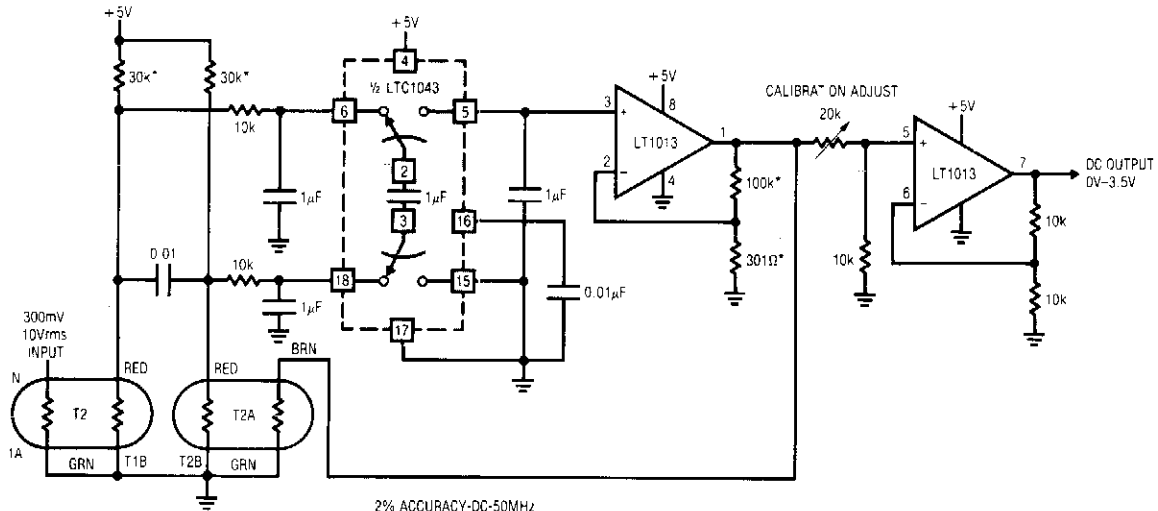 +5V
30k*
30k*
10k
1µF
0.01
10k
1µF
300mV
10Vrms
INPUT
N
T2
1A
RED
GRN
T1B
RED
T2A
T2B
GRN
BRN
+5V
4
½ LTC1043
6
5
2
1µF
3
18
15
16
17
1µF
0.01µF
+5V
3
8
+
LT1013
1
2
−
4
100k*
301Ω*
CALIBRAT ON ADJUST
20k
10k
+5V
5
+
LT1013
7
6
−
DC OUTPUT
0V–3.5V
10k
10k
2% ACCURACY-DC-50MHz